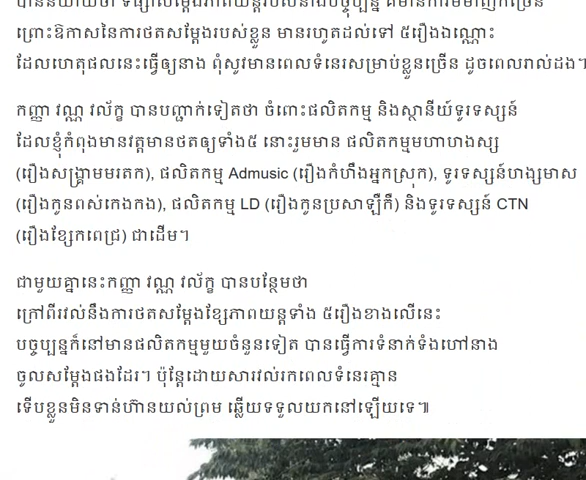 ព្រោះឱកាសនៃការថតសម្តែងរបស់ខ្លួន មានរហូតដល់ទៅ ៥រឿងឯណ្ណោះ
ដែលហេតុផលនេះធ្វើឲ្យនាង ពុំសូវមានពេលទំនេរសម្រាប់ខ្លួនច្រើន ដូចពេលរាល់ដង។
កញ្ញា វណ្ណ វល័ក្ខ បានបញ្ជាក់ទៀតថា ចំពោះផលិតកម្ម និងស្ថានីយ៍ទូរទស្សន៍
ដែលខ្ញុំកំពុងមានវត្តមានថតឲ្យទាំង៥ នោះរួមមាន ផលិតកម្មមហាហងស្ស
(រឿងសង្គ្រាមមរតក), ផលិតកម្ម Admusic (រឿងកំហឹងអ្នកស្រុក), ទូរទស្សន៍ហង្សមាស
(រឿងកូនពស់កេងកង), ផលិតកម្ម LD (រឿងកូនប្រសាឡឺកឺ) និងទូរទស្សន៍ CTN
(រឿងខ្សែកពេជ្រ) ជាដើម។
ជាមួយគ្នានេះកញ្ញា វណ្ណ វល័ក្ខ បានបន្ថែមថា
ក្រៅពីរវល់នឹងការថតសម្តែងខ្សែភាពយន្តទាំង ៥រឿងខាងលើនេះ
បច្ចុប្បន្នក៏នៅមានផលិតកម្មមួយចំនួនទៀត បានធ្វើការទំនាក់ទំងហៅនាង
ចូលសម្តែងផងដែរ។ ប៉ុន្តែដោយសាររវល់រកពេលទំនេរគ្មាន
ទើបខ្លួនមិនទាន់ហ៊ានយល់ព្រម ឆ្លើយទទួលយកនៅឡើយទេ៕